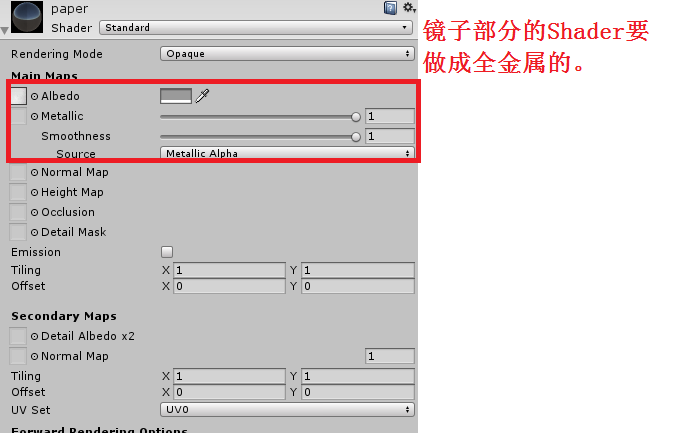 paper
Shader Standard
镜子部分的Shader要
做成全金属的。
Rendering Mode Opaque
Main Maps
Albedo
Metallic 1
Smoothness 1
Source Metallic Alpha
Normal Map
Height Map
Occlusion
Detail Mask
Emission
Tiling X 1 Y 1
Offset X 0 Y 0
Secondary Maps
Detail Albedo x2
Normal Map 1
Tiling X 1 Y 1
Offset X 0 Y 0
UV Set UV0
Forward Rendering Options